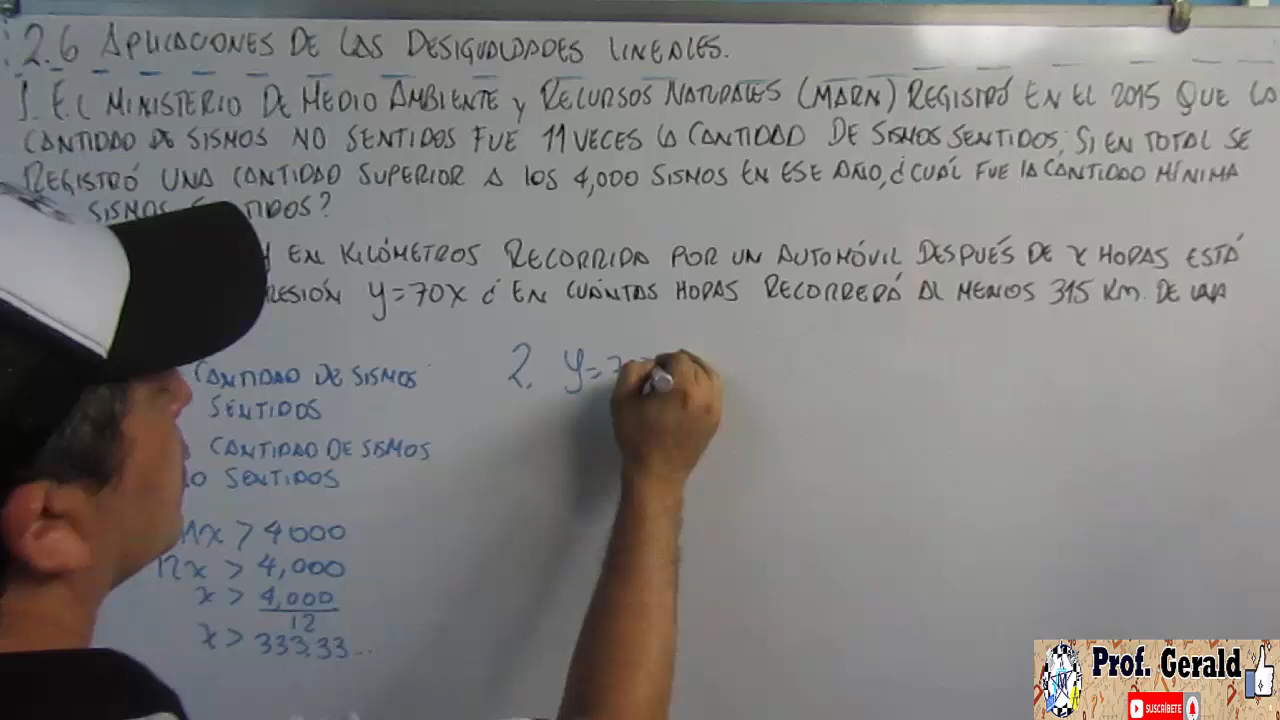 2.6 APLICACIONES DE LAS DESIGUALDADES LINEALES.
1. EL MINISTERIO DE MEDIO AMBIENTE y RECURSOS NATURALES (MARN) REGISTRÓ EN EL 2015 QUE LA
CANTIDAD DE SISMOS NO SENTIDOS FUE 11 VECES LA CANTIDAD DE SISMOS SENTIDOS; SI EN TOTAL SE
REGISTRÓ UNA CANTIDAD SUPERIOR A LOS 4,000 SISMOS EN ESE AÑO, ¿CUÁL FUE LA CANTIDAD MÍNIMA
SISMOS SENTIDOS?
y EN KILÓMETROS RECORRIDA POR UN AUTOMÓVIL DESPUÉS DE x HORAS ESTÁ
RESIÓN y=70x ¿ EN CUÁNTAS HORAS RECORRERÁ AL MENOS 315 Km. DE UNA
CANTIDAD DE SISMOS
SENTIDOS
CANTIDAD DE SISMOS
NO SENTIDOS
11x > 4000
12x > 4,000
x > 4,000
12
x > 333.33...
2. y=7
Prof. Gerald
SUSCRÍBETE